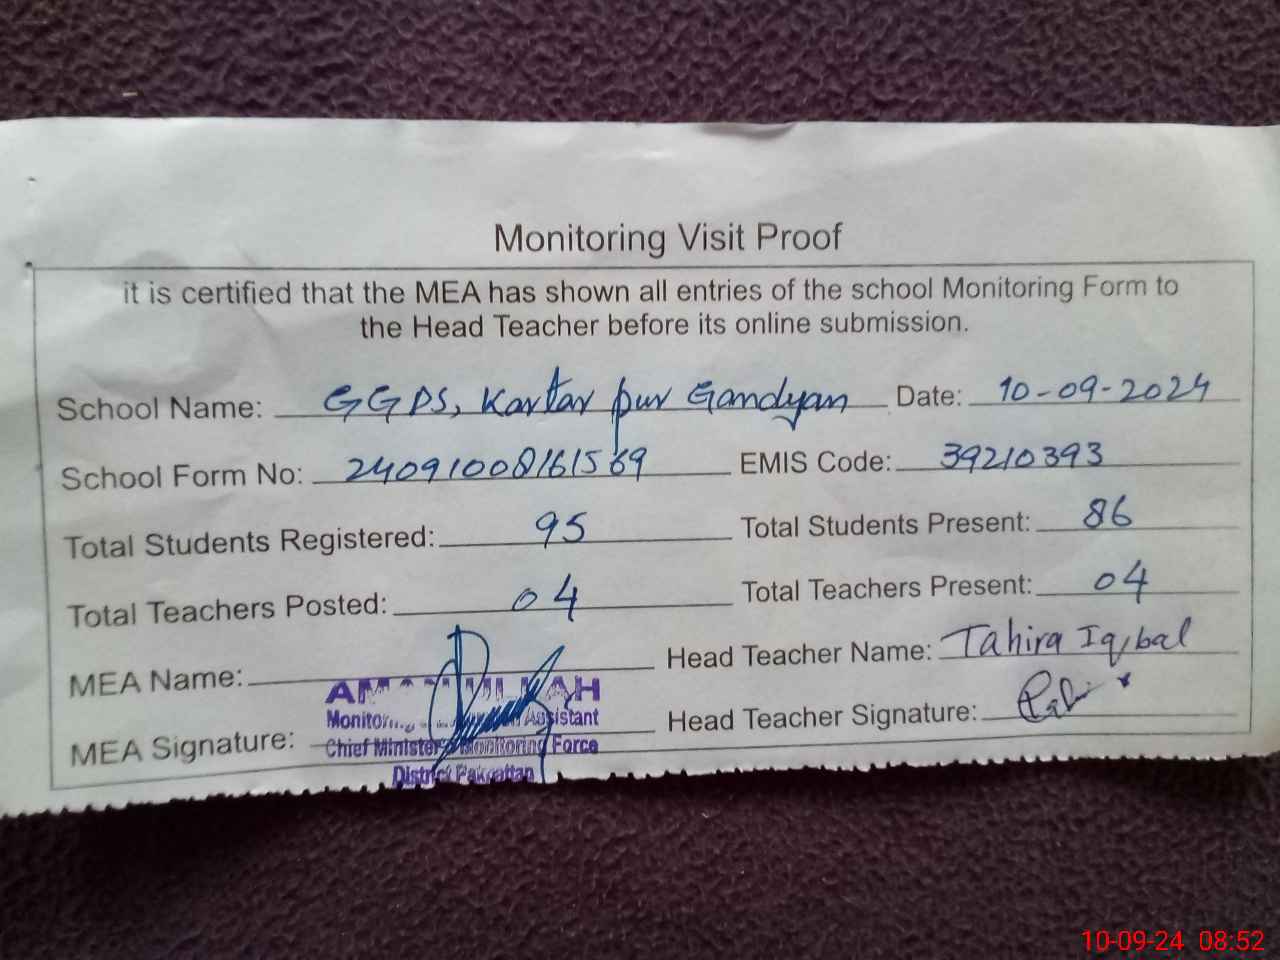 Monitoring Visit Proof
it is certified that the MEA has shown all entries of the school Monitoring Form to
the Head Teacher before its online submission.
School Name: GGPS, Kartar pur Gandyan Date: 10-09-2024
School Form No: 24091008161569 EMIS Code: 39210393
Total Students Registered: 95 Total Students Present: 86
Total Teachers Posted: 04 Total Teachers Present: 04
MEA Name: Head Teacher Name: Tahira Iqbal
MEA Signature: Head Teacher Signature:
Assistant
Chief Minister's Monitoring Force
District Pakpattan
10-09-24 08:52